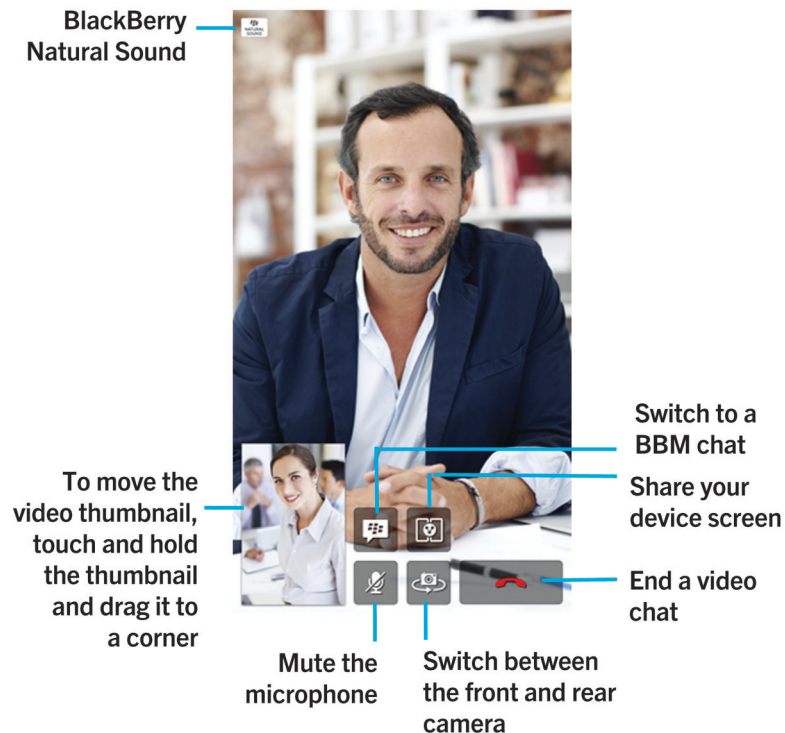 BlackBerry
Natural Sound
NATURAL
SOUND
Switch to a
BBM chat
Share your
device screen
To move the
video thumbnail,
touch and hold
the thumbnail
and drag it to
a corner
End a video
chat
Mute the
microphone
Switch between
the front and rear
camera